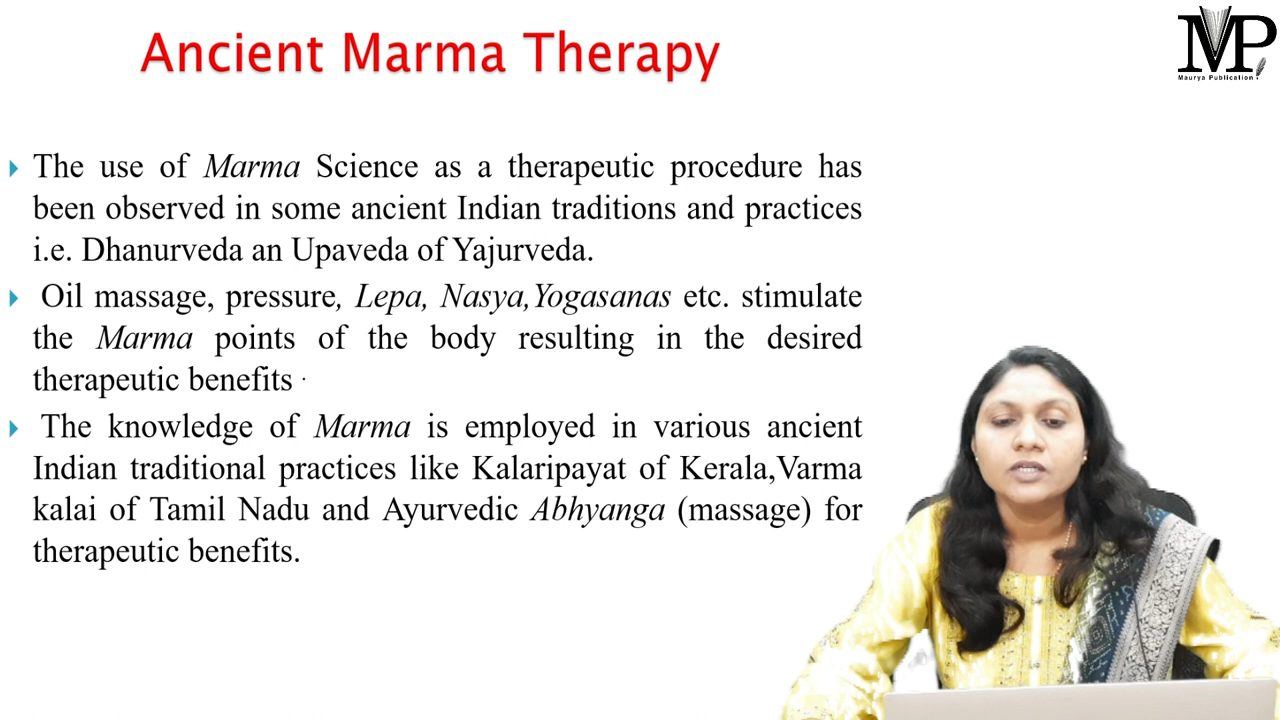 Ancient Marma Therapy
MP
Maurya Publication
The use of Marma Science as a therapeutic procedure has
been observed in some ancient Indian traditions and practices
i.e. Dhanurveda an Upaveda of Yajurveda.
Oil massage, pressure, Lepa, Nasya,Yogasanas etc. stimulate
the Marma points of the body resulting in the desired
therapeutic benefits .
The knowledge of Marma is employed in various ancient
Indian traditional practices like Kalaripayat of Kerala,Varma
kalai of Tamil Nadu and Ayurvedic Abhyanga (massage) for
therapeutic benefits.